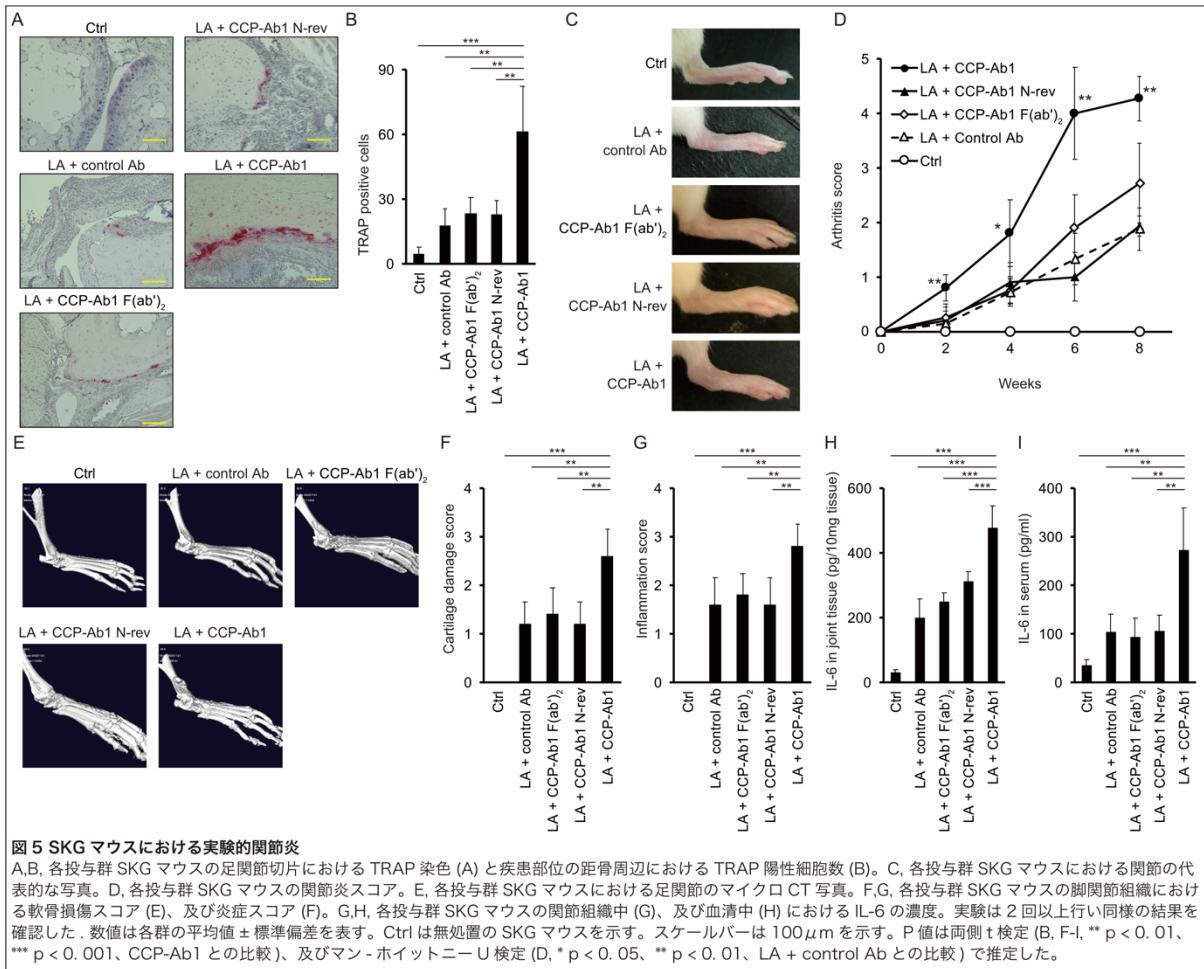 A
Ctrl
LA + CCP-Ab1 N-rev
LA + control Ab
LA + CCP-Ab1
LA + CCP-Ab1 F(ab')₂
B
***
**
**
**
TRAP positive cells
90
60
30
0
Ctrl
LA + control Ab
LA + CCP-Ab1 F(ab')₂
LA + CCP-Ab1 N-rev
LA + CCP-Ab1
C
Ctrl
LA +
control Ab
LA +
CCP-Ab1 F(ab')₂
LA +
CCP-Ab1 N-rev
LA +
CCP-Ab1
D
LA + CCP-Ab1
LA + CCP-Ab1 N-rev
LA + CCP-Ab1 F(ab')₂
LA + Control Ab
Ctrl
**
**
*
**
Arthritis score
5
4
3
2
1
0
0 2 4 6 8
Weeks
E
Ctrl
LA + control Ab
LA + CCP-Ab1 F(ab')₂
LA + CCP-Ab1 N-rev
LA + CCP-Ab1
F
***
**
**
**
Cartilage damage score
4
3
2
1
0
Ctrl
LA + control Ab
LA + CCP-Ab1 F(ab')₂
LA + CCP-Ab1 N-rev
LA + CCP-Ab1
G
***
**
**
**
Inflammation score
4
3
2
1
0
Ctrl
LA + control Ab
LA + CCP-Ab1 F(ab')₂
LA + CCP-Ab1 N-rev
LA + CCP-Ab1
H
***
***
***
***
IL-6 in joint tissue (pg/10mg tissue)
600
400
200
0
Ctrl
LA + control Ab
LA + CCP-Ab1 F(ab')₂
LA + CCP-Ab1 N-rev
LA + CCP-Ab1
I
***
**
**
**
IL-6 in serum (pg/ml)
400
300
200
100
0
Ctrl
LA + control Ab
LA + CCP-Ab1 F(ab')₂
LA + CCP-Ab1 N-rev
LA + CCP-Ab1
図 5 SKG マウスにおける実験的関節炎
A,B, 各投与群 SKG マウスの足関節切片における TRAP 染色 (A) と疾患部位の距骨周辺における TRAP 陽性細胞数 (B)。C, 各投与群 SKG マウスにおける関節の代
表的な写真。D, 各投与群 SKG マウスの関節炎スコア。E, 各投与群 SKG マウスにおける足関節のマイクロ CT 写真。F,G, 各投与群 SKG マウスの脚関節組織におけ
る軟骨損傷スコア (E)、及び炎症スコア (F)。G,H, 各投与群 SKG マウスの関節組織中 (G)、及び血清中 (H) における IL-6 の濃度。実験は 2 回以上行い同様の結果を
確認した . 数値は各群の平均値 ± 標準偏差を表す。Ctrl は無処置の SKG マウスを示す。スケールバーは 100μm を示す。P 値は両側 t 検定 (B, F-I, ** p < 0. 01、
*** p < 0. 001、CCP-Ab1 との比較 )、及びマン - ホイットニー U 検定 (D, * p < 0. 05、** p < 0. 01、LA + control Ab との比較 ) で推定した。